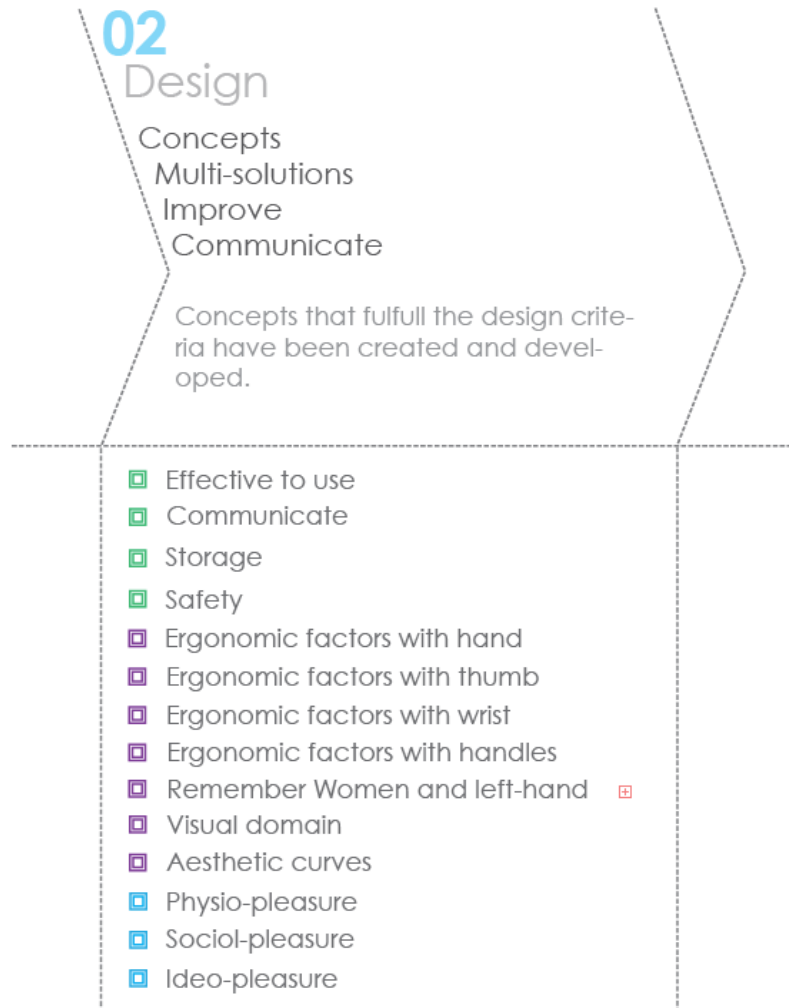 02
Design
Concepts
Multi-solutions
Improve
Communicate
Concepts that fulfull the design crite-
ria have been created and devel-
oped.
Effective to use
Communicate
Storage
Safety
Ergonomic factors with hand
Ergonomic factors with thumb
Ergonomic factors with wrist
Ergonomic factors with handles
Remember Women and left-hand
Visual domain
Aesthetic curves
Physio-pleasure
Sociol-pleasure
Ideo-pleasure